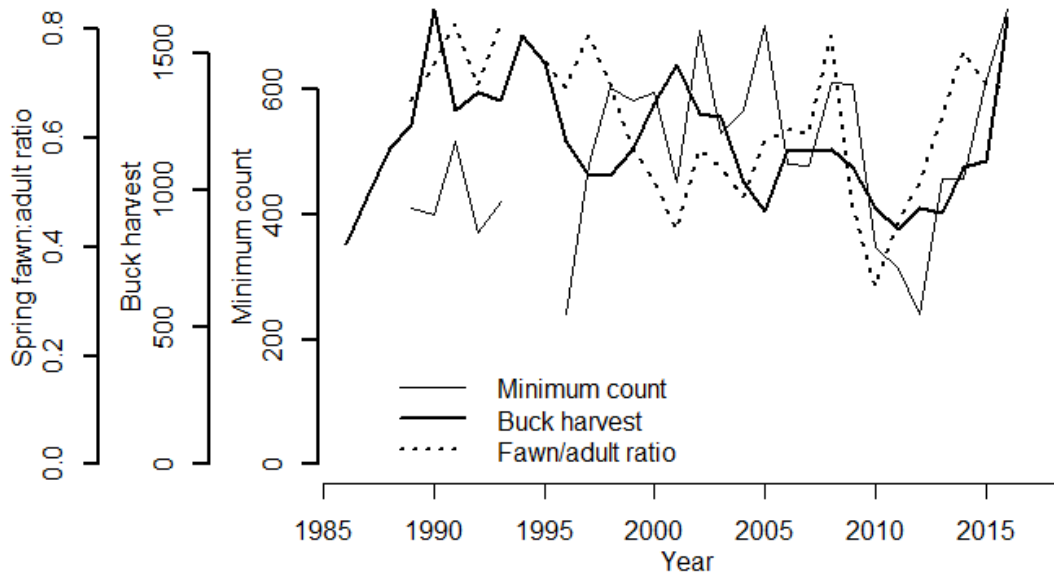 Spring fawn:adult ratio
0.0 0.2 0.4 0.6 0.8
Buck harvest
0 500 1000 1500
Minimum count
0 200 400 600
Minimum count
Buck harvest
Fawn/adult ratio
1985 1990 1995 2000 2005 2010 2015
Year